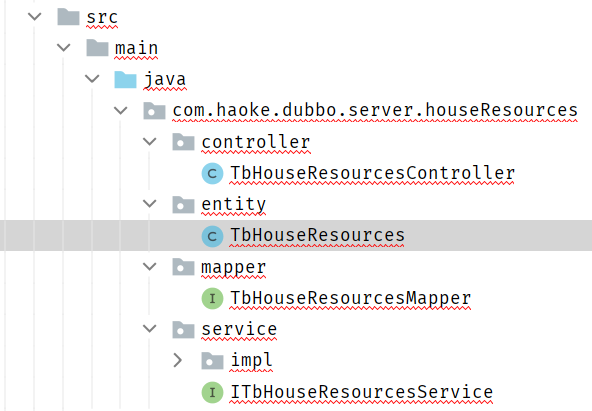 src
main
java
com.haoke.dubbo.server.houseResources
controller
C TbHouseResourcesController
entity
C TbHouseResources
mapper
I TbHouseResourcesMapper
service
impl
I ITbHouseResourcesService